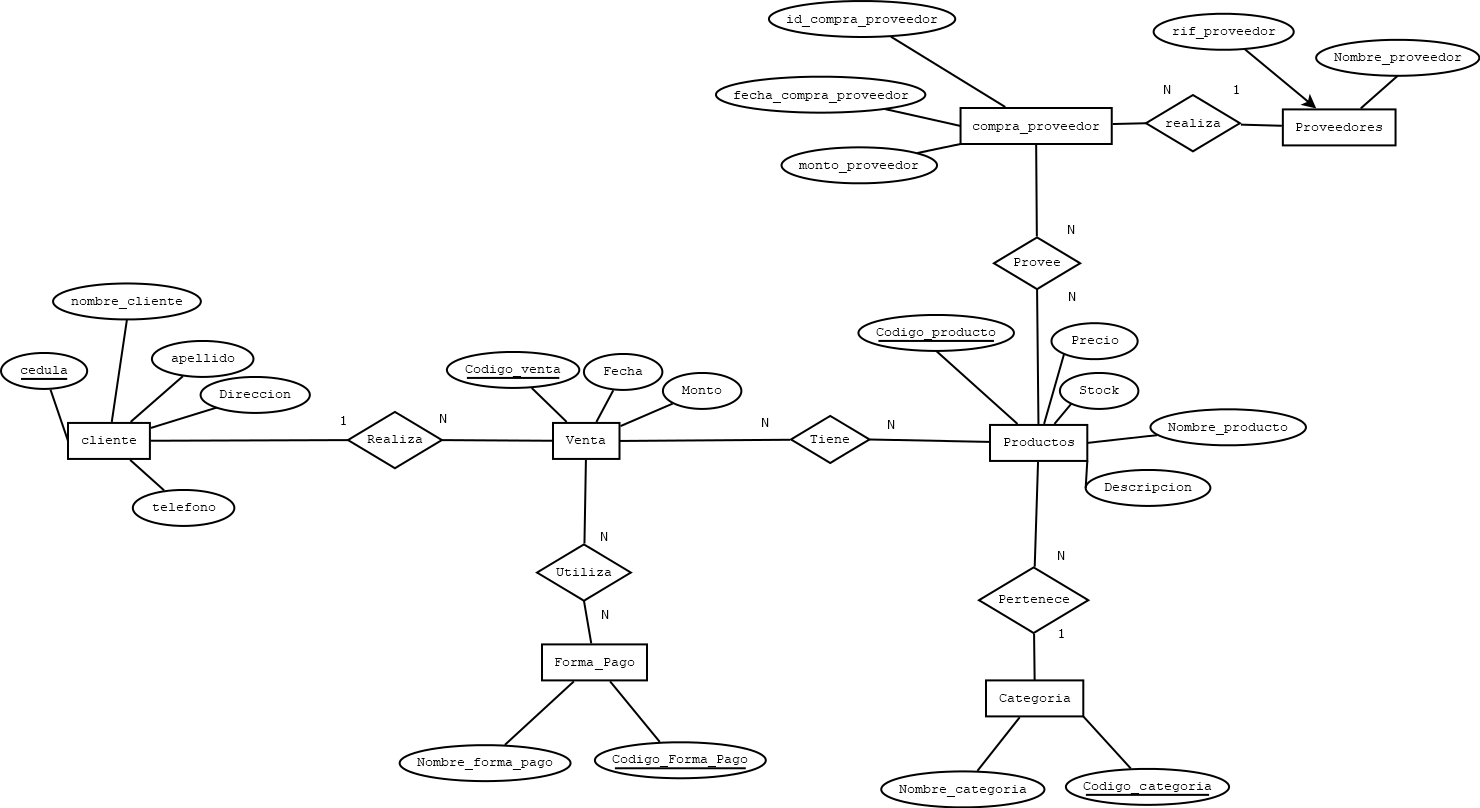 id_compra_proveedor
rif_proveedor
Nombre_proveedor
fecha_compra_proveedor
N
1
compra_proveedor
realiza
Proveedores
monto_proveedor
N
Provee
N
nombre_cliente
Codigo_producto
Precio
cedula
apellido
Codigo_venta
Fecha
Direccion
Monto
Stock
1
N
N
N
Nombre_producto
cliente
Realiza
Venta
Tiene
Productos
Descripcion
telefono
N
N
Utiliza
Pertenece
N
1
Forma_Pago
Categoria
Nombre_forma_pago
Codigo_Forma_Pago
Nombre_categoria
Codigo_categoria